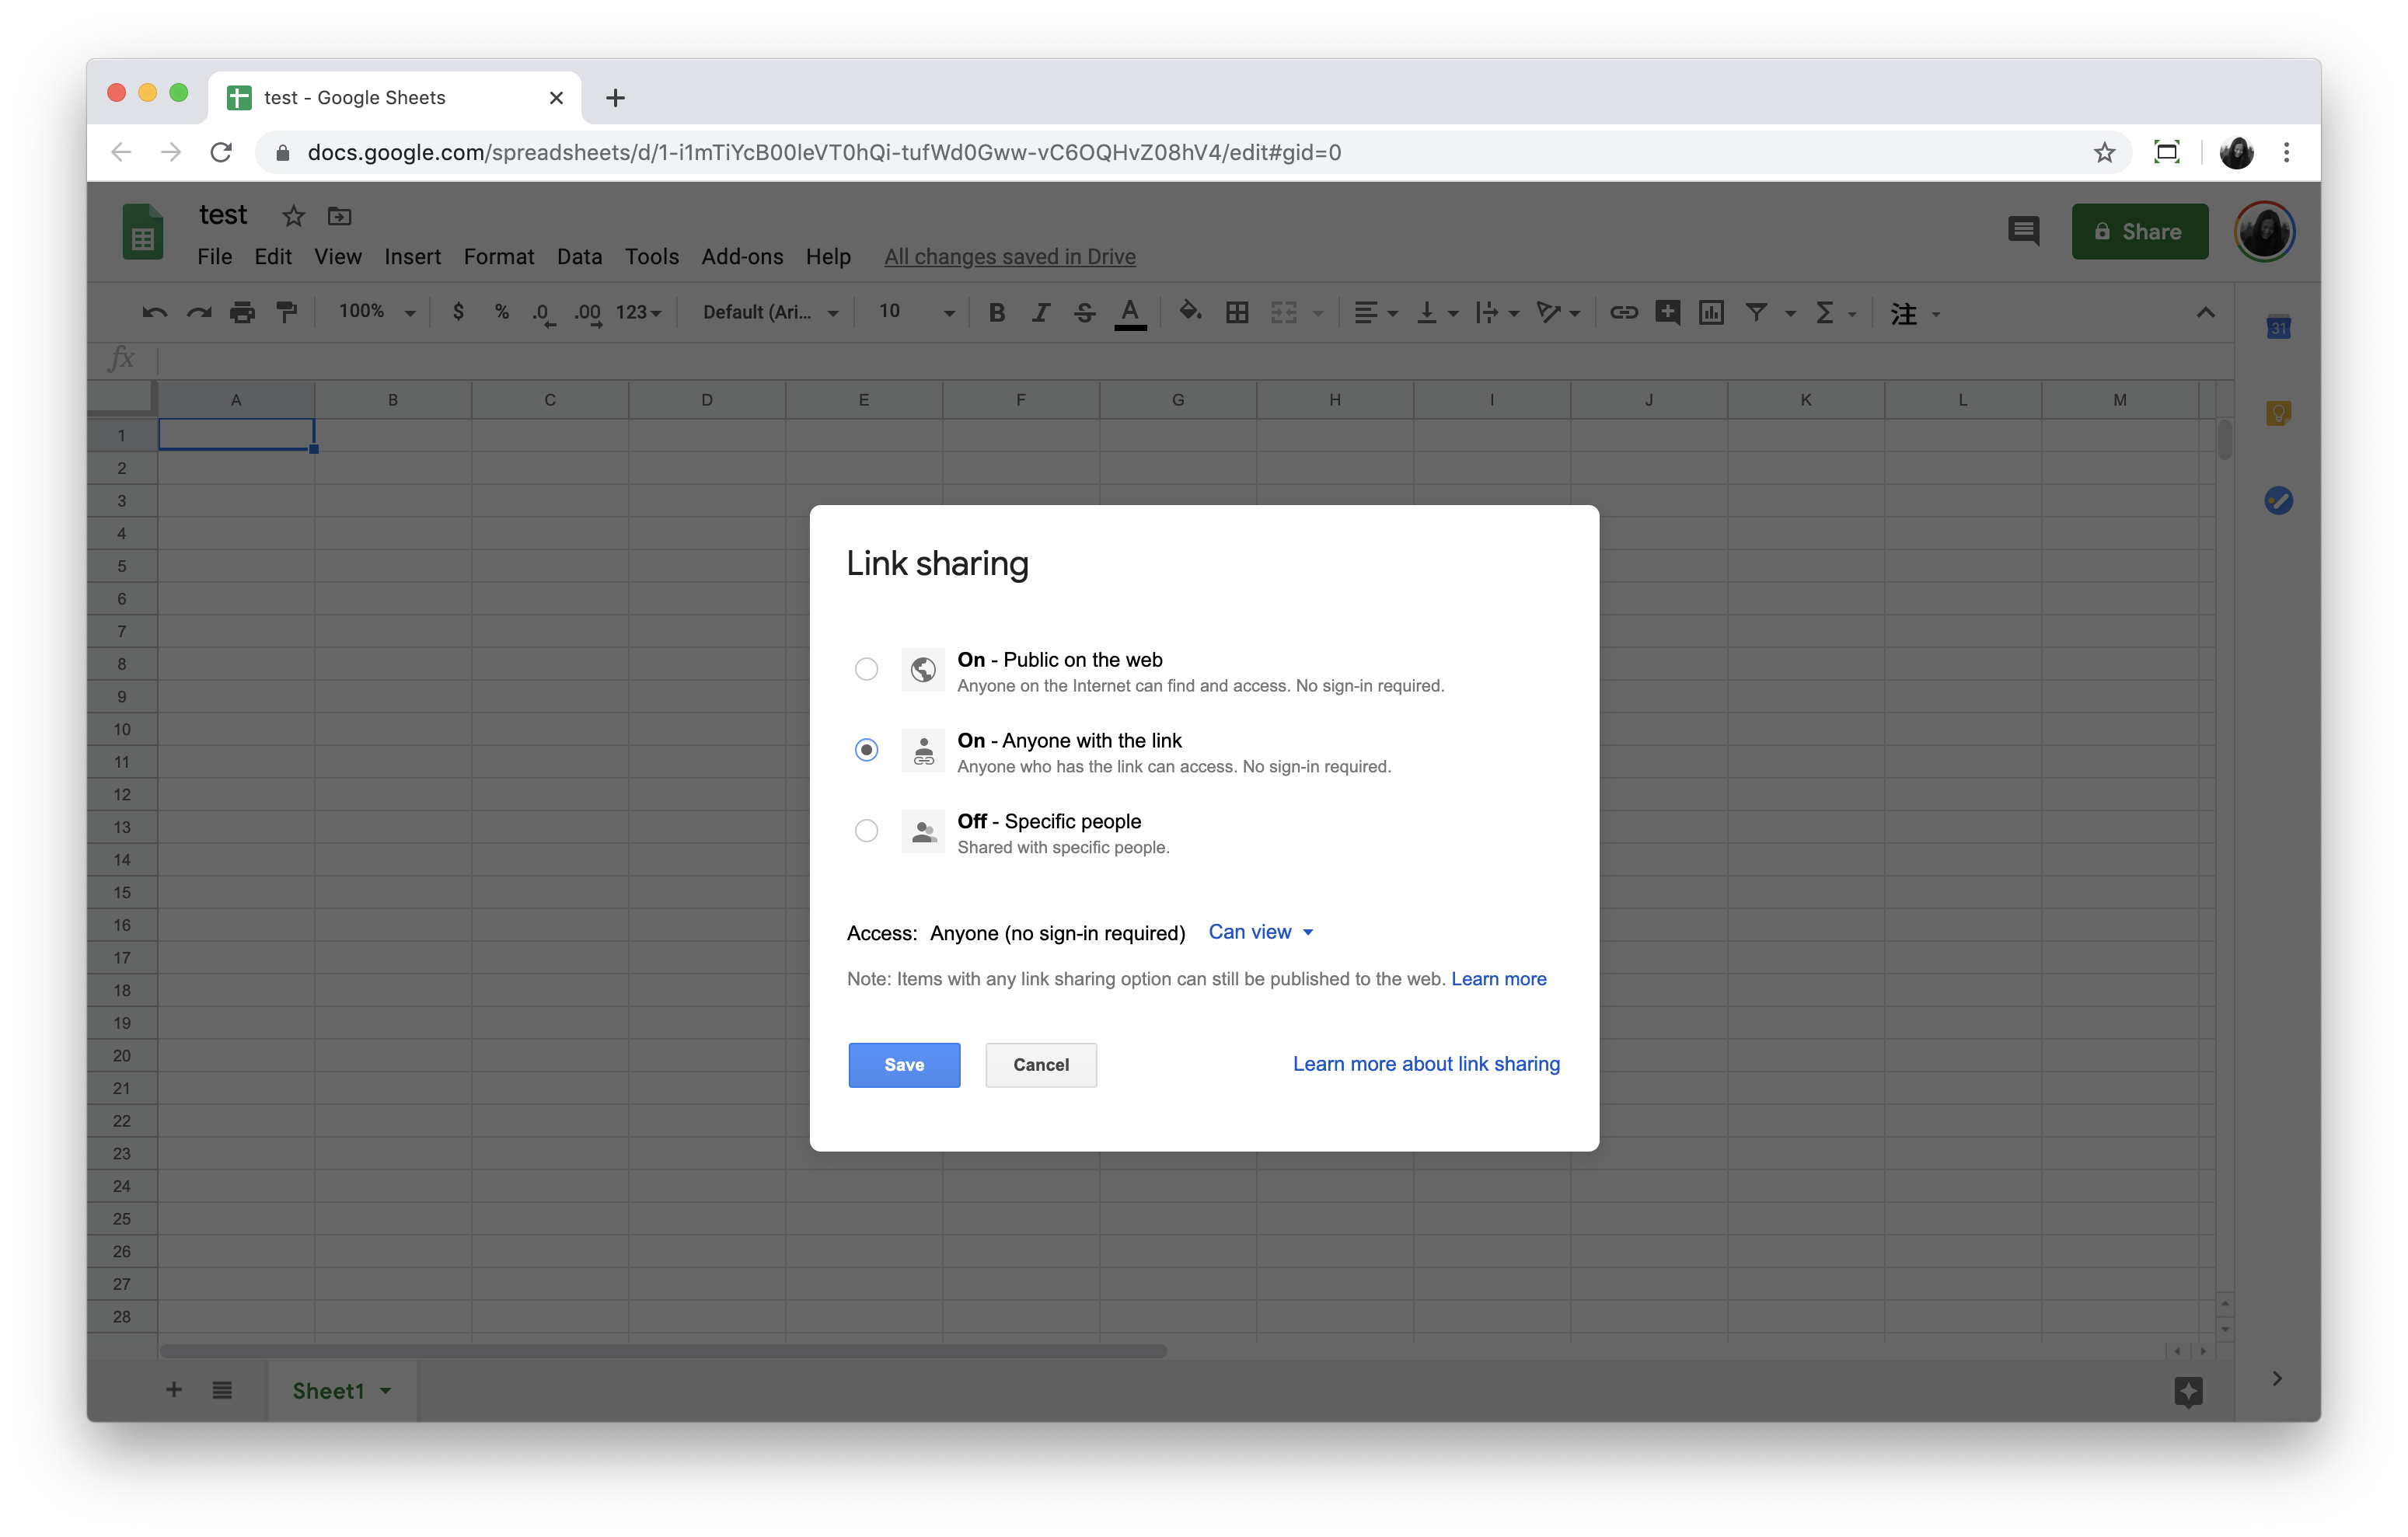 test - Google Sheets
docs.google.com/spreadsheets/d/1-i1mTiYcB00leVT0hQi-tufWd0Gww-vC6OQHvZ08hV4/edit#gid=0
test
Share
File Edit View Insert Format Data Tools Add-ons Help All changes saved in Drive
100% $ % .0 .00 123 Default (Ari... 10 B I S A Σ 注
31
fx
A B C D E F G H I J K L M
1
2
3
4
5
6
7
8
9
10
11
12
13
14
15
16
17
18
19
20
21
22
23
24
25
26
27
28
Link sharing
On - Public on the web
Anyone on the Internet can find and access. No sign-in required.
On - Anyone with the link
Anyone who has the link can access. No sign-in required.
Off - Specific people
Shared with specific people.
Access: Anyone (no sign-in required) Can view
Note: Items with any link sharing option can still be published to the web. Learn more
Save Cancel Learn more about link sharing
Sheet1